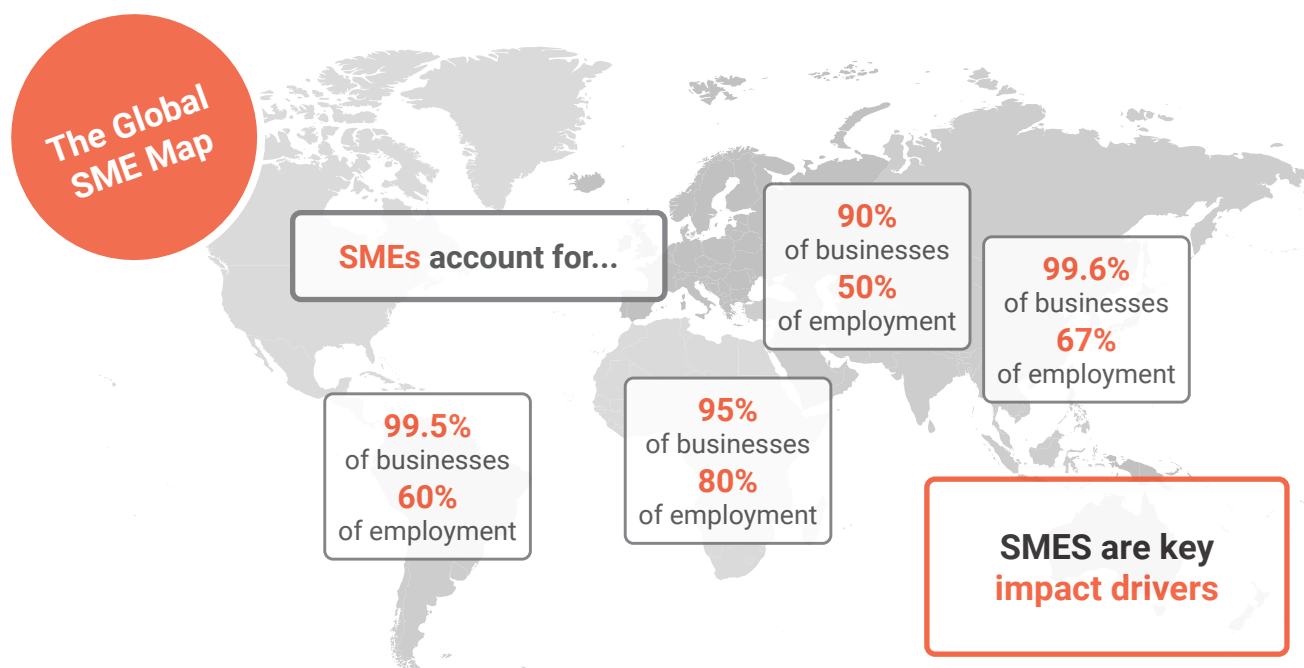 The Global
SME Map
SMEs account for...
90%
of businesses
50%
of employment
99.6%
of businesses
67%
of employment
99.5%
of businesses
60%
of employment
95%
of businesses
80%
of employment
SMES are key
impact drivers